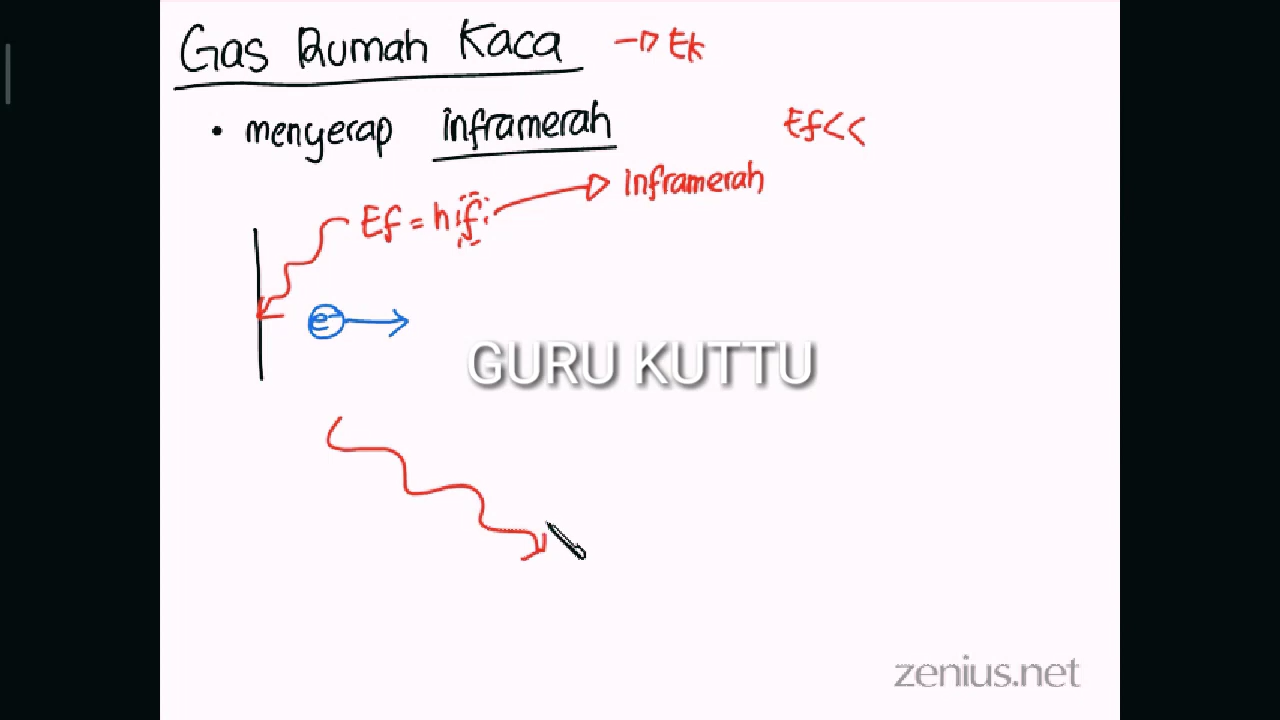 Gas Rumah Kaca → Ek
• menyerap inframerah
Ef<<
inframerah
Ef = h f
e⁻
GURU KUTTU
zenius.net